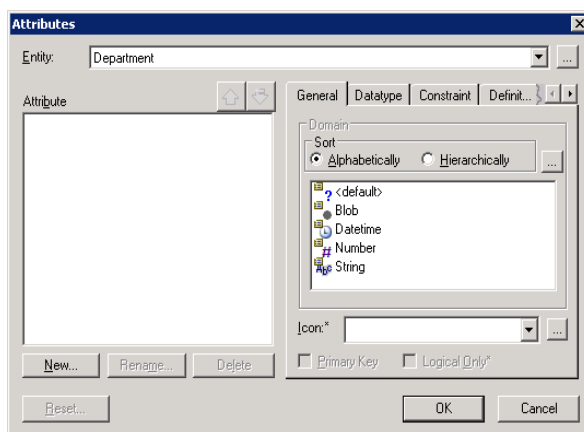 Attributes
Entity: Department ...
Attribute
General Datatype Constraint Definit...
Domain
Sort
Alphabetically Hierarchically ...
<default>
Blob
Datetime
Number
String
Icon:* ...
New... Rename... Delete
Primary Key Logical Only*
Reset... OK Cancel